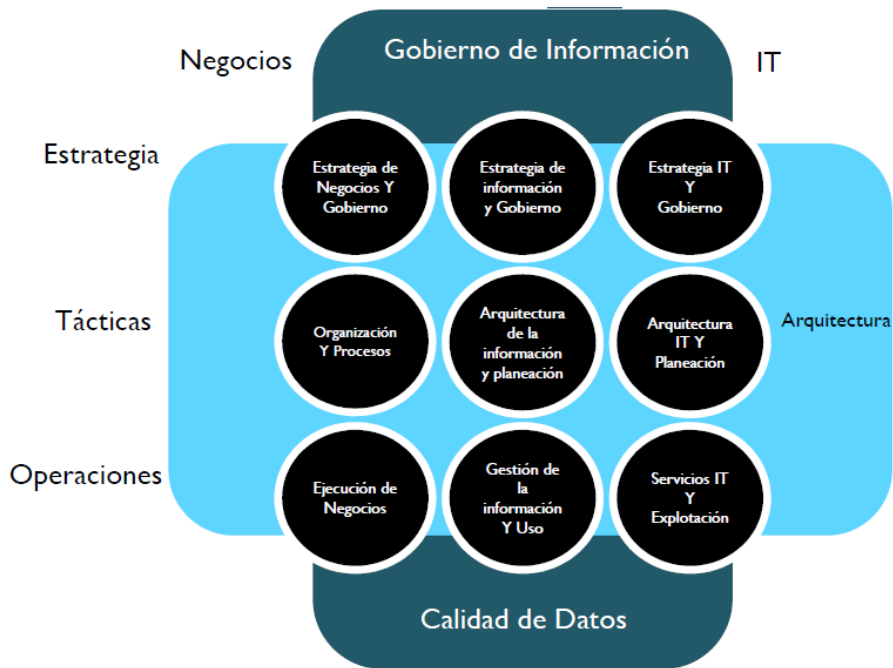 Negocios
Gobierno de Información
IT
Estrategia
Estrategia de
Negocios Y
Gobierno
Estrategia de
información
y Gobierno
Estrategia IT
Y
Gobierno
Tácticas
Organización
Y Procesos
Arquitectura
de la
información
y planeación
Arquitectura
IT Y
Planeación
Arquitectura
Operaciones
Ejecución de
Negocios
Gestión de
la
información
Y Uso
Servicios IT
Y
Explotación
Calidad de Datos